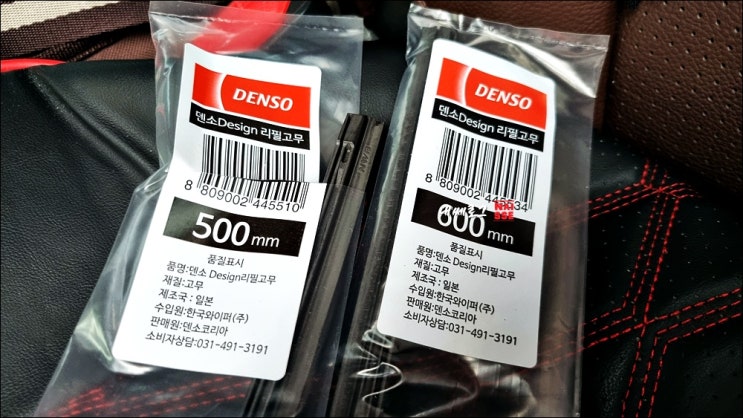 DENSO
덴소Design 리필고무
8 809002 445510
500mm
품질표시
품명:덴소 Design리필고무
재질:고무
제조국 : 일본
수입원:한국와이퍼(주)
판매원:덴소코리아
소비자상담:031-491-3191
DENSO
덴소Design 리필고무
8 809002
600mm
품질표시
품명:덴소 Design리필고무
재질:고무
제조국 : 일본
수입원:한국와이퍼(주)
판매원:덴소코리아
소비자상담:031-491-3191